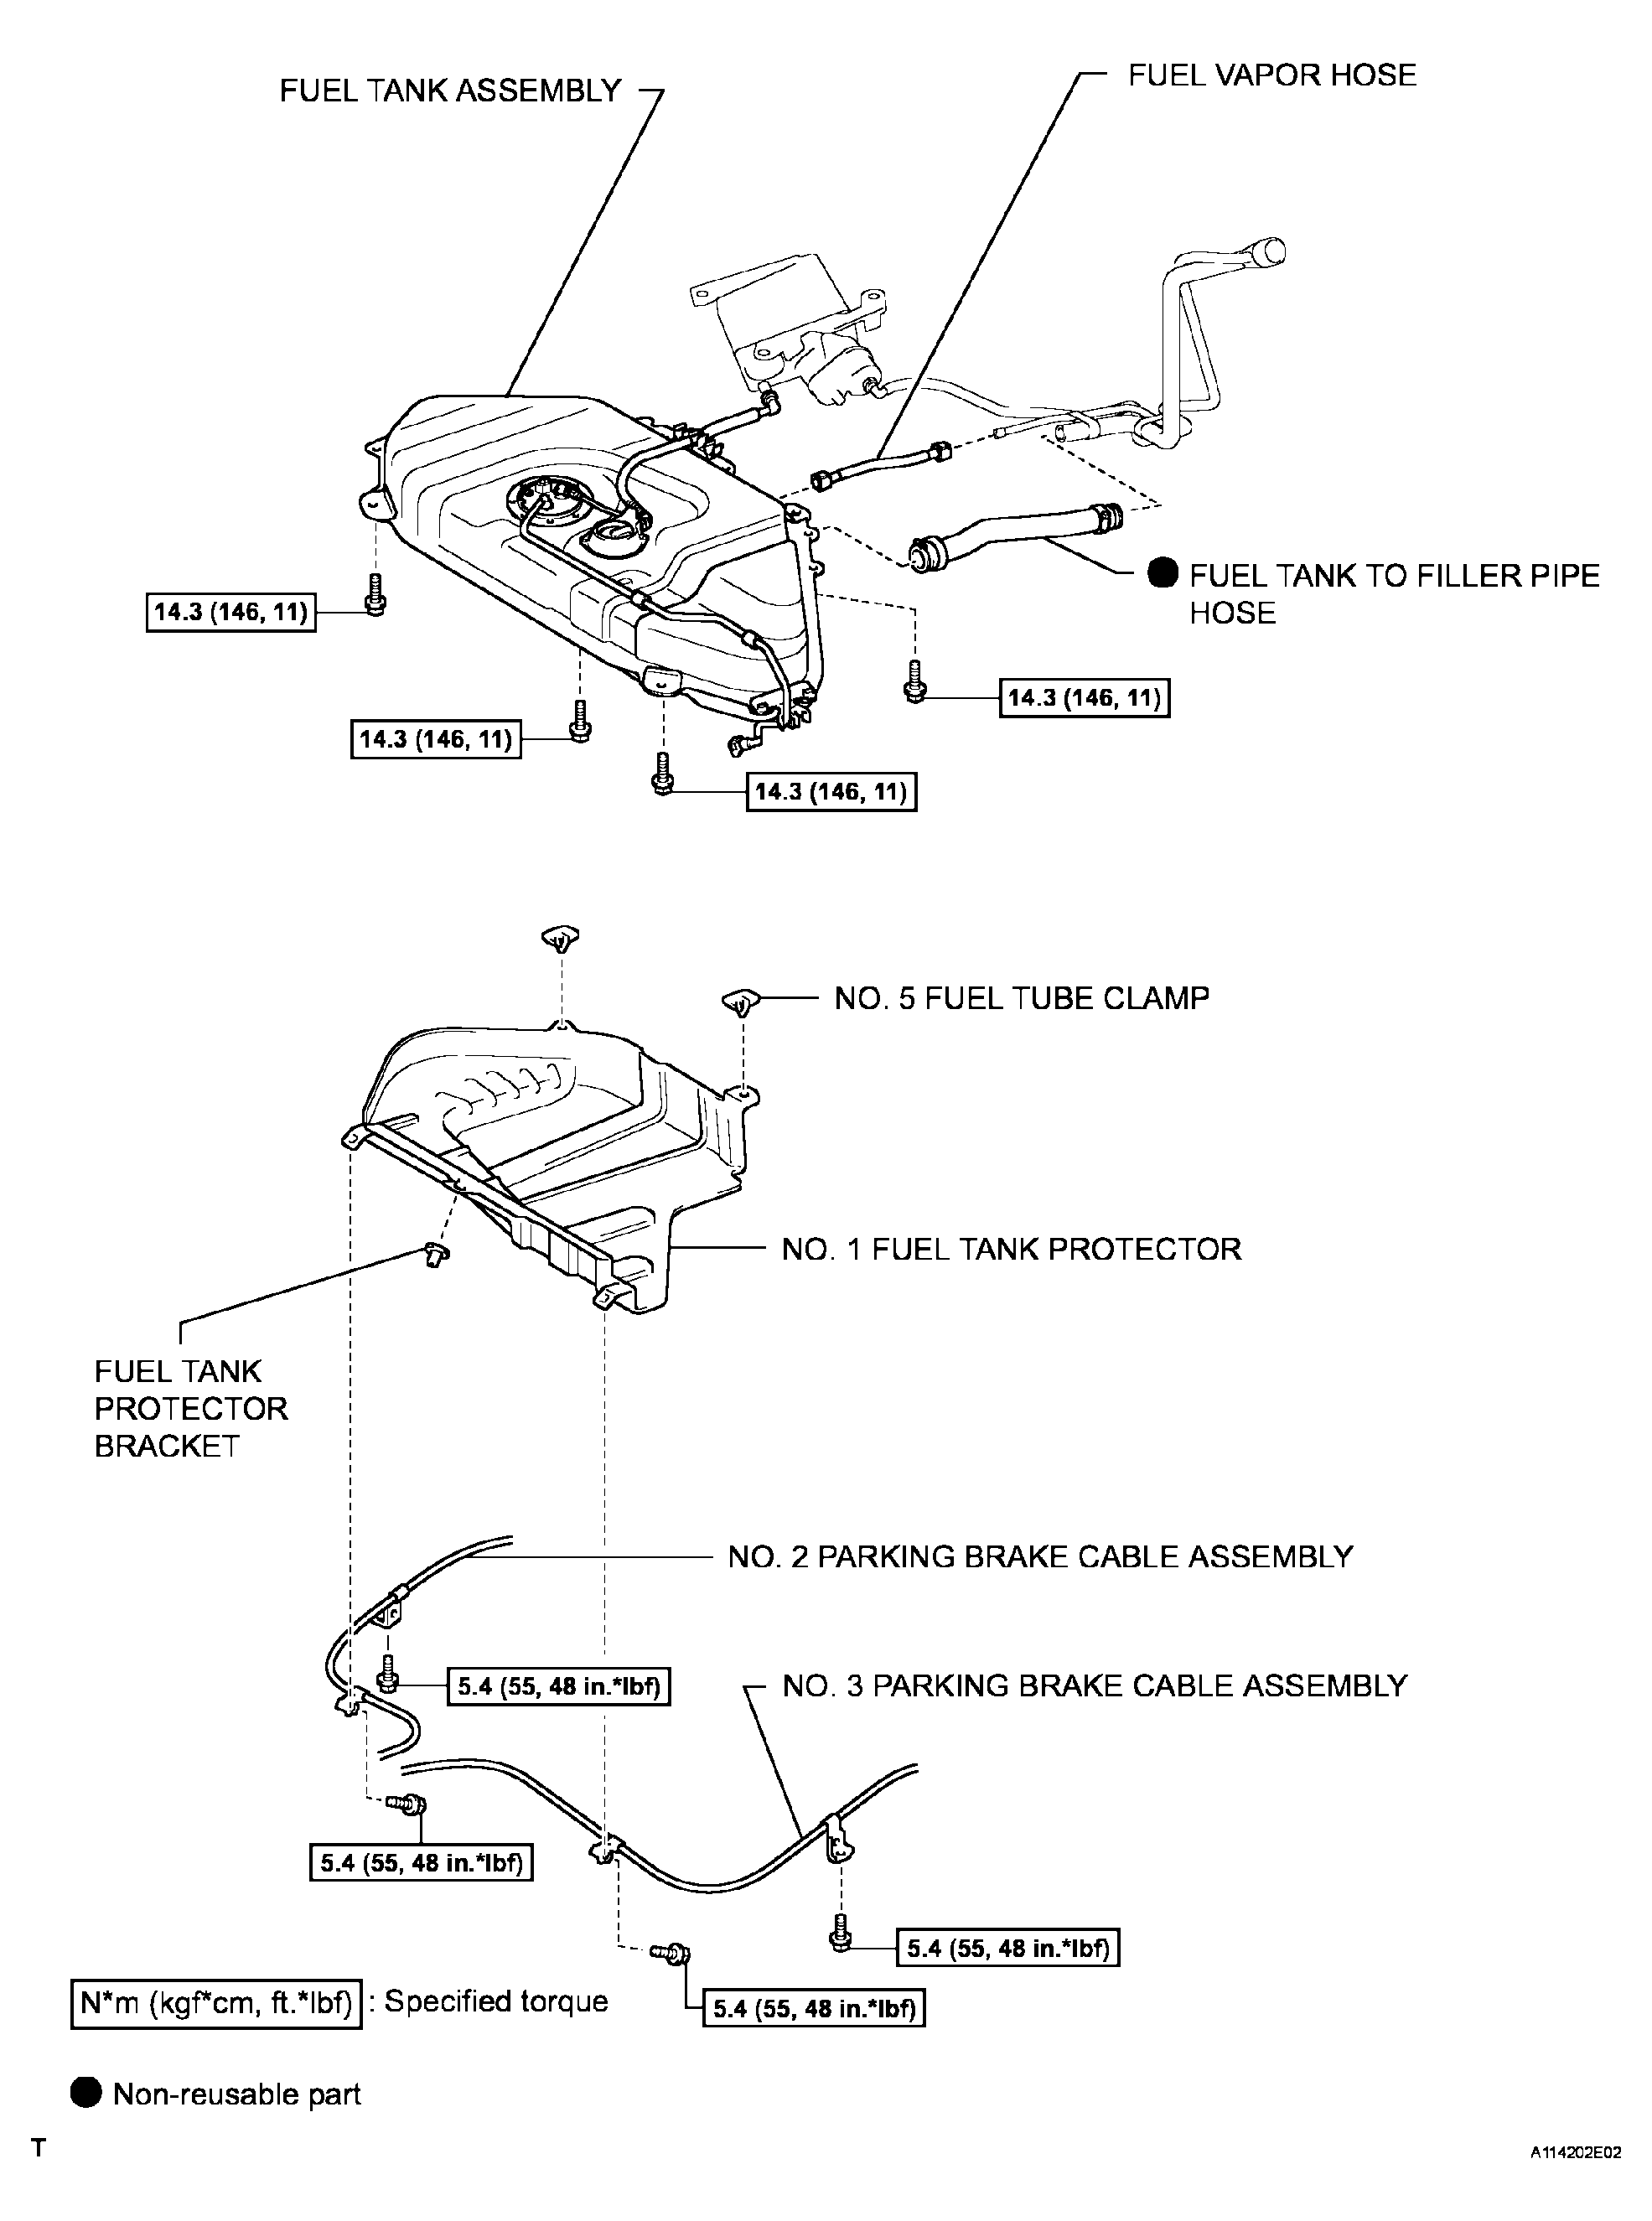 FUEL VAPOR HOSE
FUEL TANK ASSEMBLY
FUEL TANK TO FILLER PIPE
HOSE
14.3 (146, 11)
14.3 (146, 11)
14.3 (146, 11)
14.3 (146, 11)
NO. 5 FUEL TUBE CLAMP
NO. 1 FUEL TANK PROTECTOR
FUEL TANK
PROTECTOR
BRACKET
NO. 2 PARKING BRAKE CABLE ASSEMBLY
5.4 (55, 48 in.*lbf)
NO. 3 PARKING BRAKE CABLE ASSEMBLY
5.4 (55, 48 in.*lbf)
5.4 (55, 48 in.*lbf)
5.4 (55, 48 in.*lbf)
N*m (kgf*cm, ft.*lbf) : Specified torque
Non-reusable part
T
A114202E02